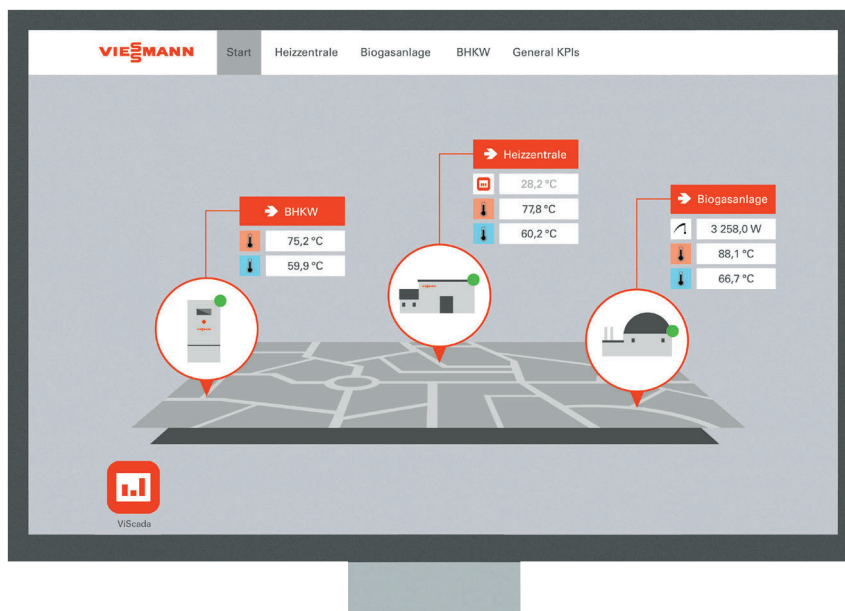 VIESSMANN
Start
Heizzentrale
Biogasanlage
BHKW
General KPIs
Heizzentrale
28,2 °C
77,8 °C
60,2 °C
BHKW
75,2 °C
59,9 °C
Biogasanlage
3 258,0 W
88,1 °C
66,7 °C
ViScada